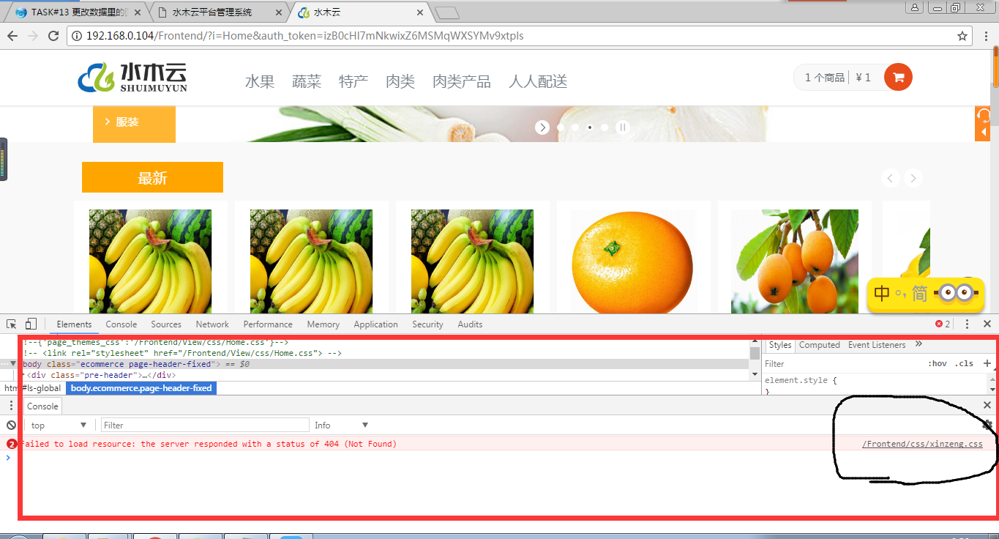 TASK#13 更改数据里的
水木云平台管理系统
水木云
192.168.0.104/Frontend/?i=Home&auth_token=izB0cHl7mNkwixZ6MSMqWXSYMv9xtpls
水木云
SHUIMUYUN
水果 蔬菜 特产 肉类 肉类产品 人人配送
1 个商品 ¥ 1
服装
最新
中 °, 简
Elements Console Sources Network Performance Memory Application Security Audits 2
!--{'page_themes_css':'/Frontend/View/css/Home.css'}-->
!-- <link rel="stylesheet" href="/Frontend/View/css/Home.css"> -->
body class="ecommerce page-header-fixed"> == $0
<div class="pre-header">…</div>
htm #ls-global body.ecommerce.page-header-fixed
Styles Computed Event Listeners »
Filter :hov .cls +
element.style {
}
Console
top Filter Info
2 Failed to load resource: the server responded with a status of 404 (Not Found) /Frontend/css/xinzeng.css